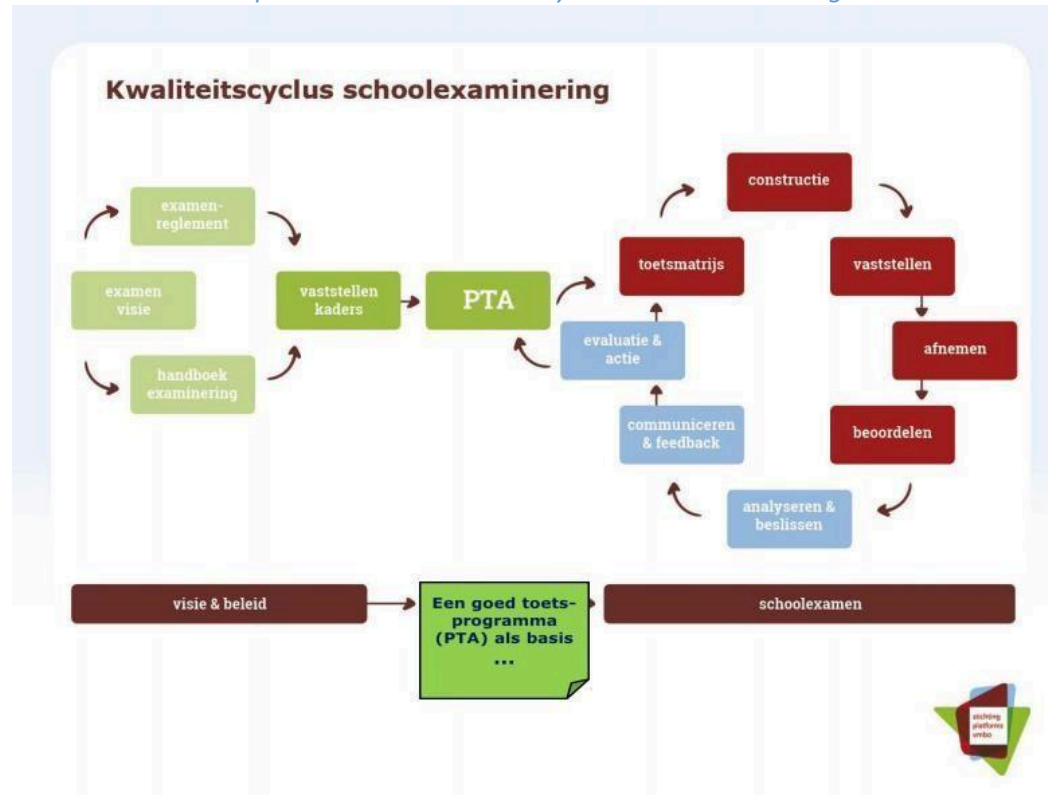 Kwaliteitscyclus schoolexaminering
examen-
reglement
examen
visie
handboek
examinering
vaststellen
kaders
PTA
evaluatie &
actie
toetsmatrijs
constructie
vaststellen
afnemen
beoordelen
analyseren &
beslissen
communiceren
& feedback
visie & beleid
Een goed toets-
programma
(PTA) als basis
...
schoolexamen
stichting
platforms
vmbo